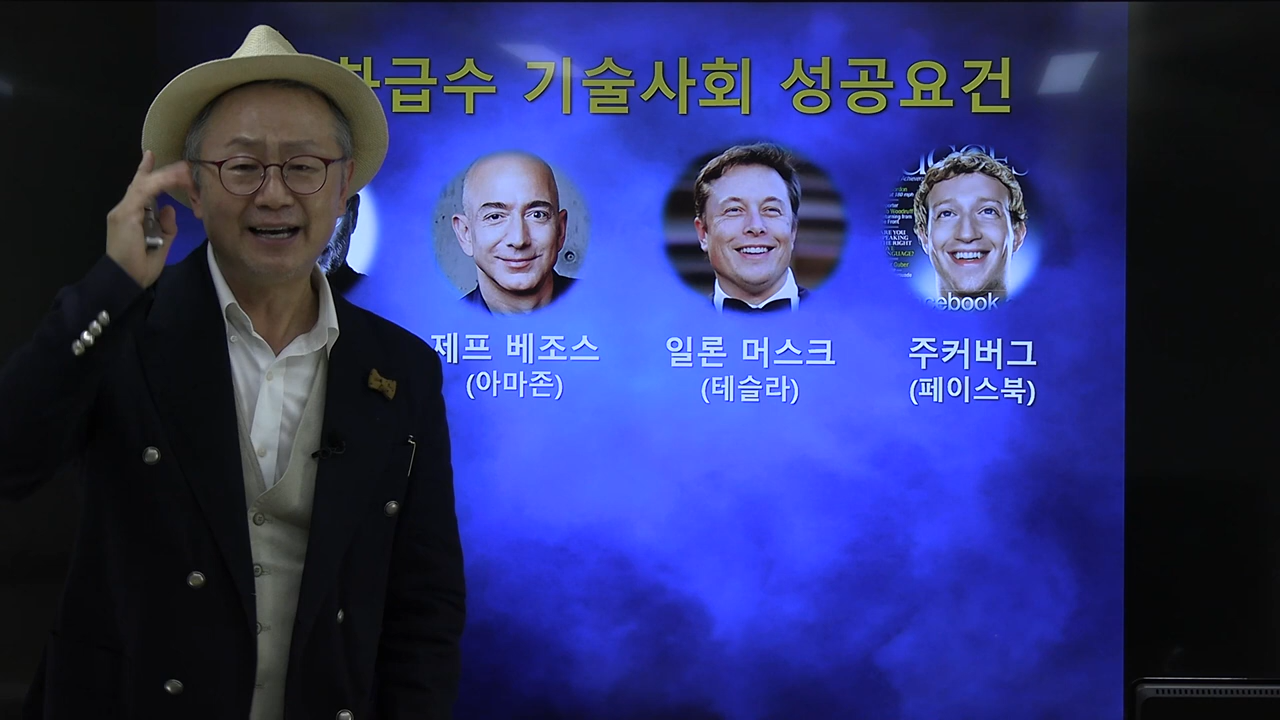 급수 기술사회 성공요건
제프 베조스
(아마존)
일론 머스크
(테슬라)
주커버그
(페이스북)
cebook